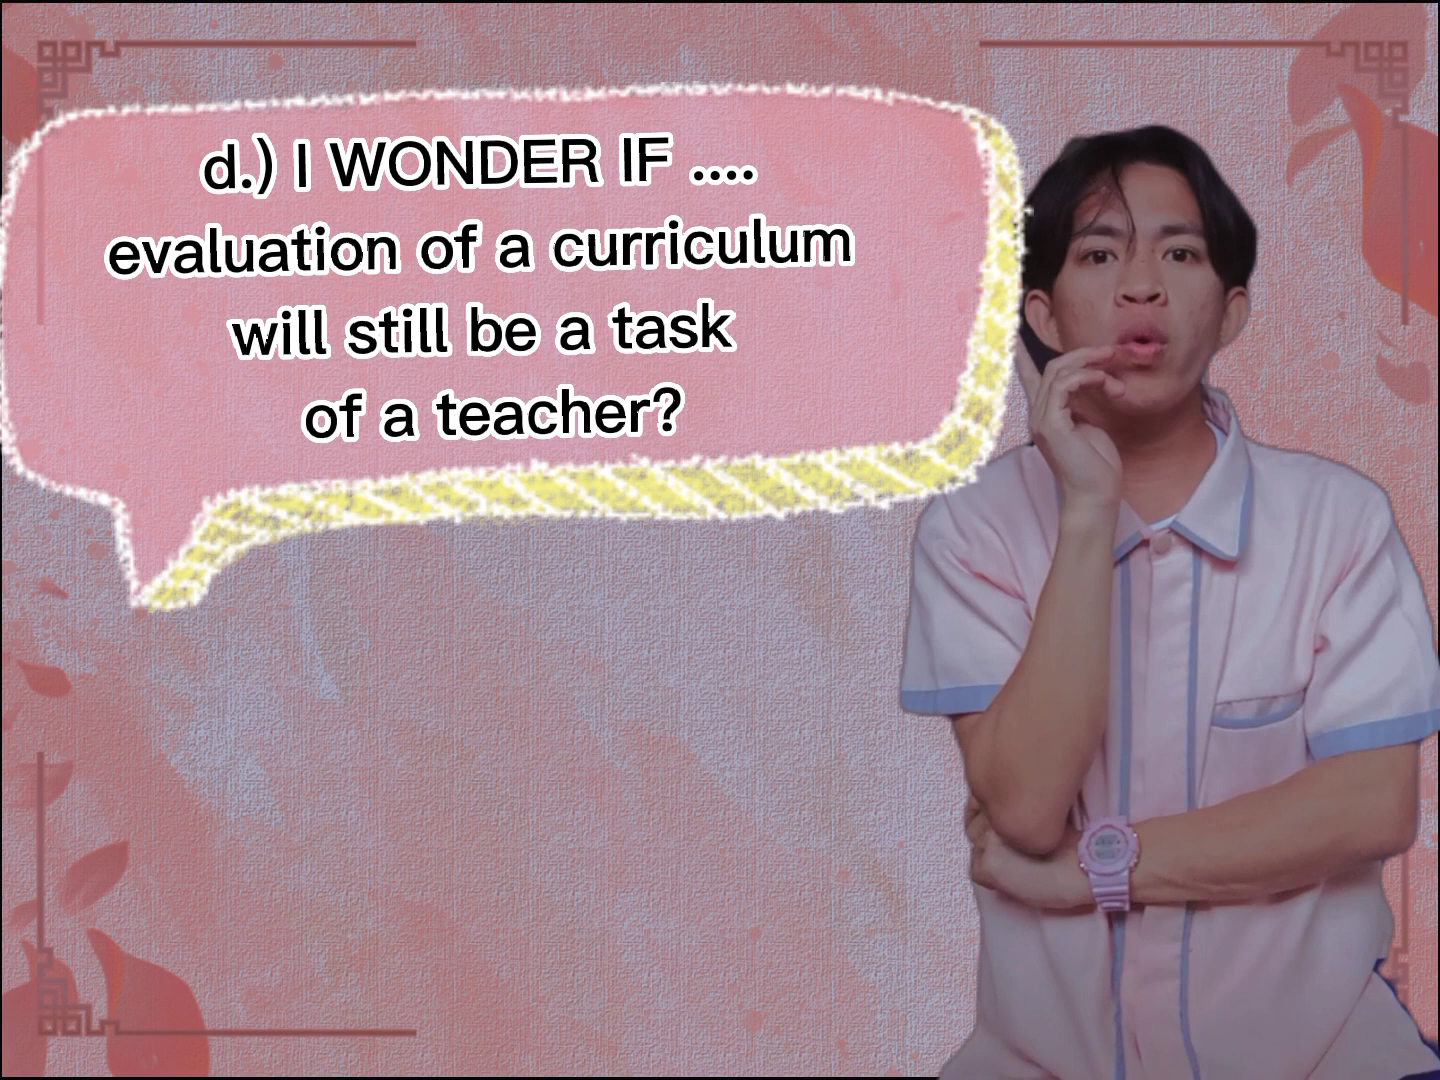 d.) I WONDER IF ....
evaluation of a curriculum
will still be a task
of a teacher?